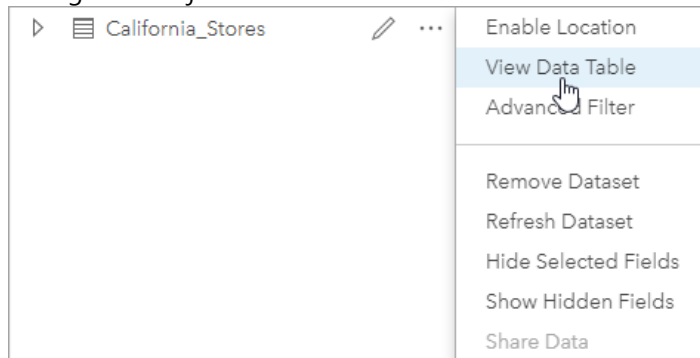 California_Stores
Enable Location
View Data Table
Advanced Filter
Remove Dataset
Refresh Dataset
Hide Selected Fields
Show Hidden Fields
Share Data